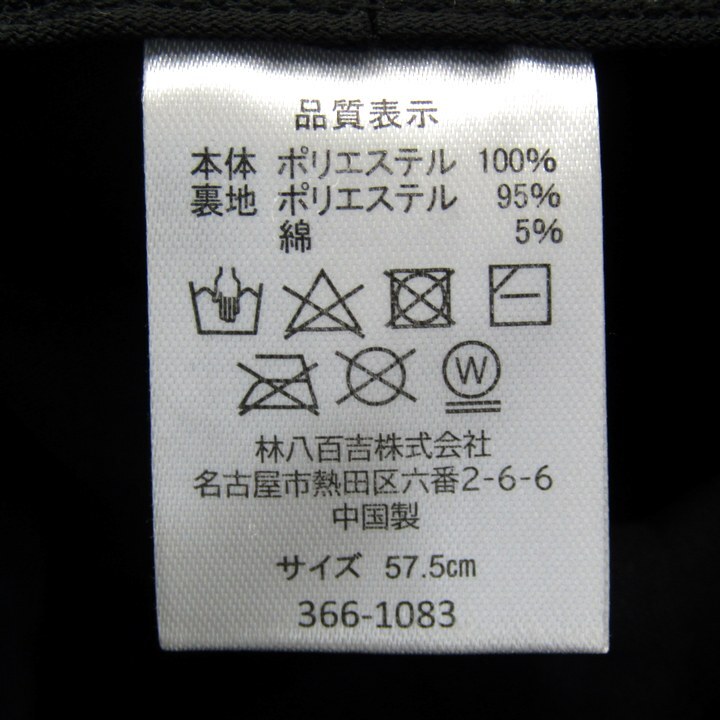 品質表示
本体 ポリエステル 100%
裏地 ポリエステル 95%
綿 5%
W
林八百吉株式会社
名古屋市熱田区六番2-6-6
中国製
サイズ 57.5cm
366-1083